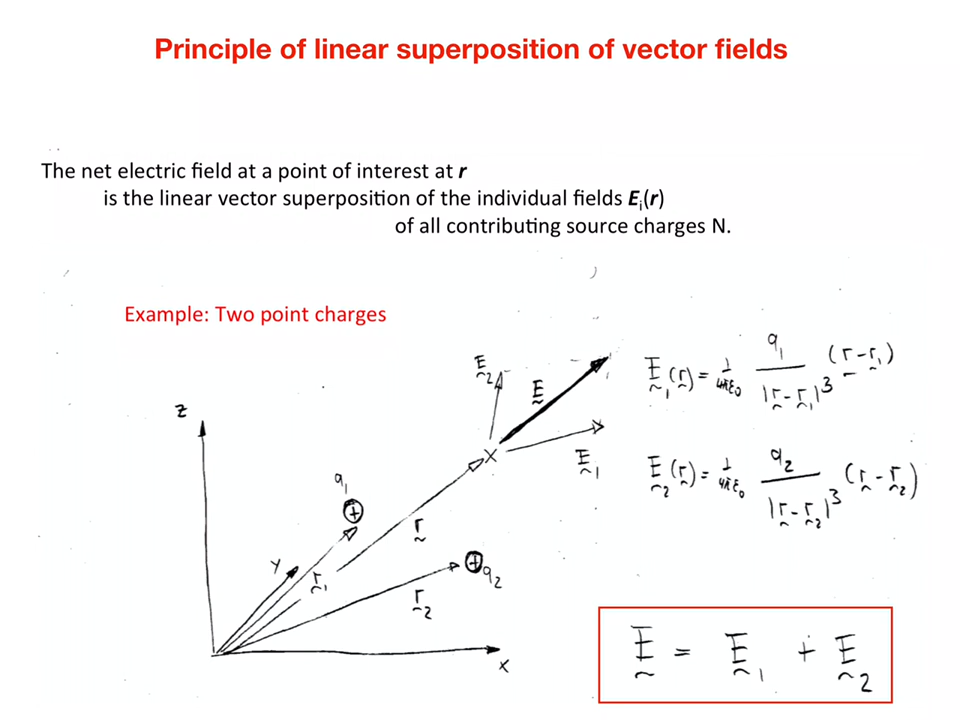 Principle of linear superposition of vector fields
The net electric field at a point of interest at r
is the linear vector superposition of the individual fields Eᵢ(r)
of all contributing source charges N.
Example: Two point charges
E₂
E
E₁
E₁(r) = 1/4πε₀ q₁/|r-r₁|³ (r-r₁)
E₂(r) = 1/4πε₀ q₂/|r-r₂|³ (r-r₂)
z
x
q₁
+
r
y
r₁
+
q₂
r₂
x
E = E₁ + E₂